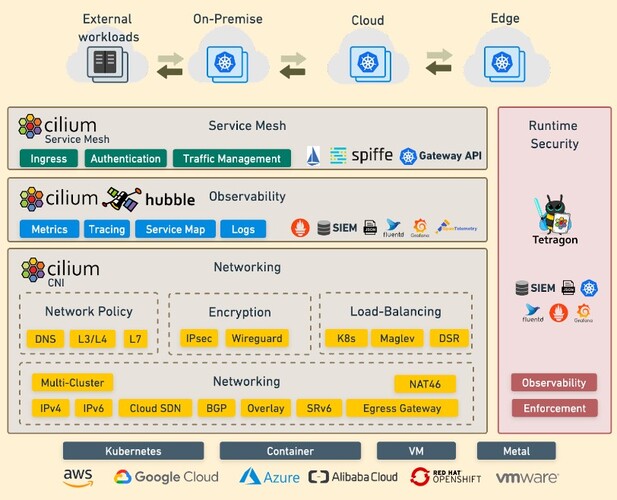 External workloads
On-Premise
Cloud
Edge
cilium
Service Mesh
Service Mesh
Ingress
Authentication
Traffic Management
spiffe
Gateway API
cilium
hubble
Observability
Metrics
Tracing
Service Map
Logs
SIEM
JSON
fluentd
Grafana
OpenTelemetry
cilium
CNI
Networking
Network Policy
DNS
L3/L4
L7
Encryption
IPsec
Wireguard
Load-Balancing
K8s
Maglev
DSR
Networking
Multi-Cluster
NAT46
IPv4
IPv6
Cloud SDN
BGP
Overlay
SRv6
Egress Gateway
Runtime
Security
Tetragon
SIEM
JSON
fluentd
Grafana
Observability
Enforcement
Kubernetes
Container
VM
Metal
aws
Google Cloud
Azure
Alibaba Cloud
RED HAT
OPENSHIFT
vmware